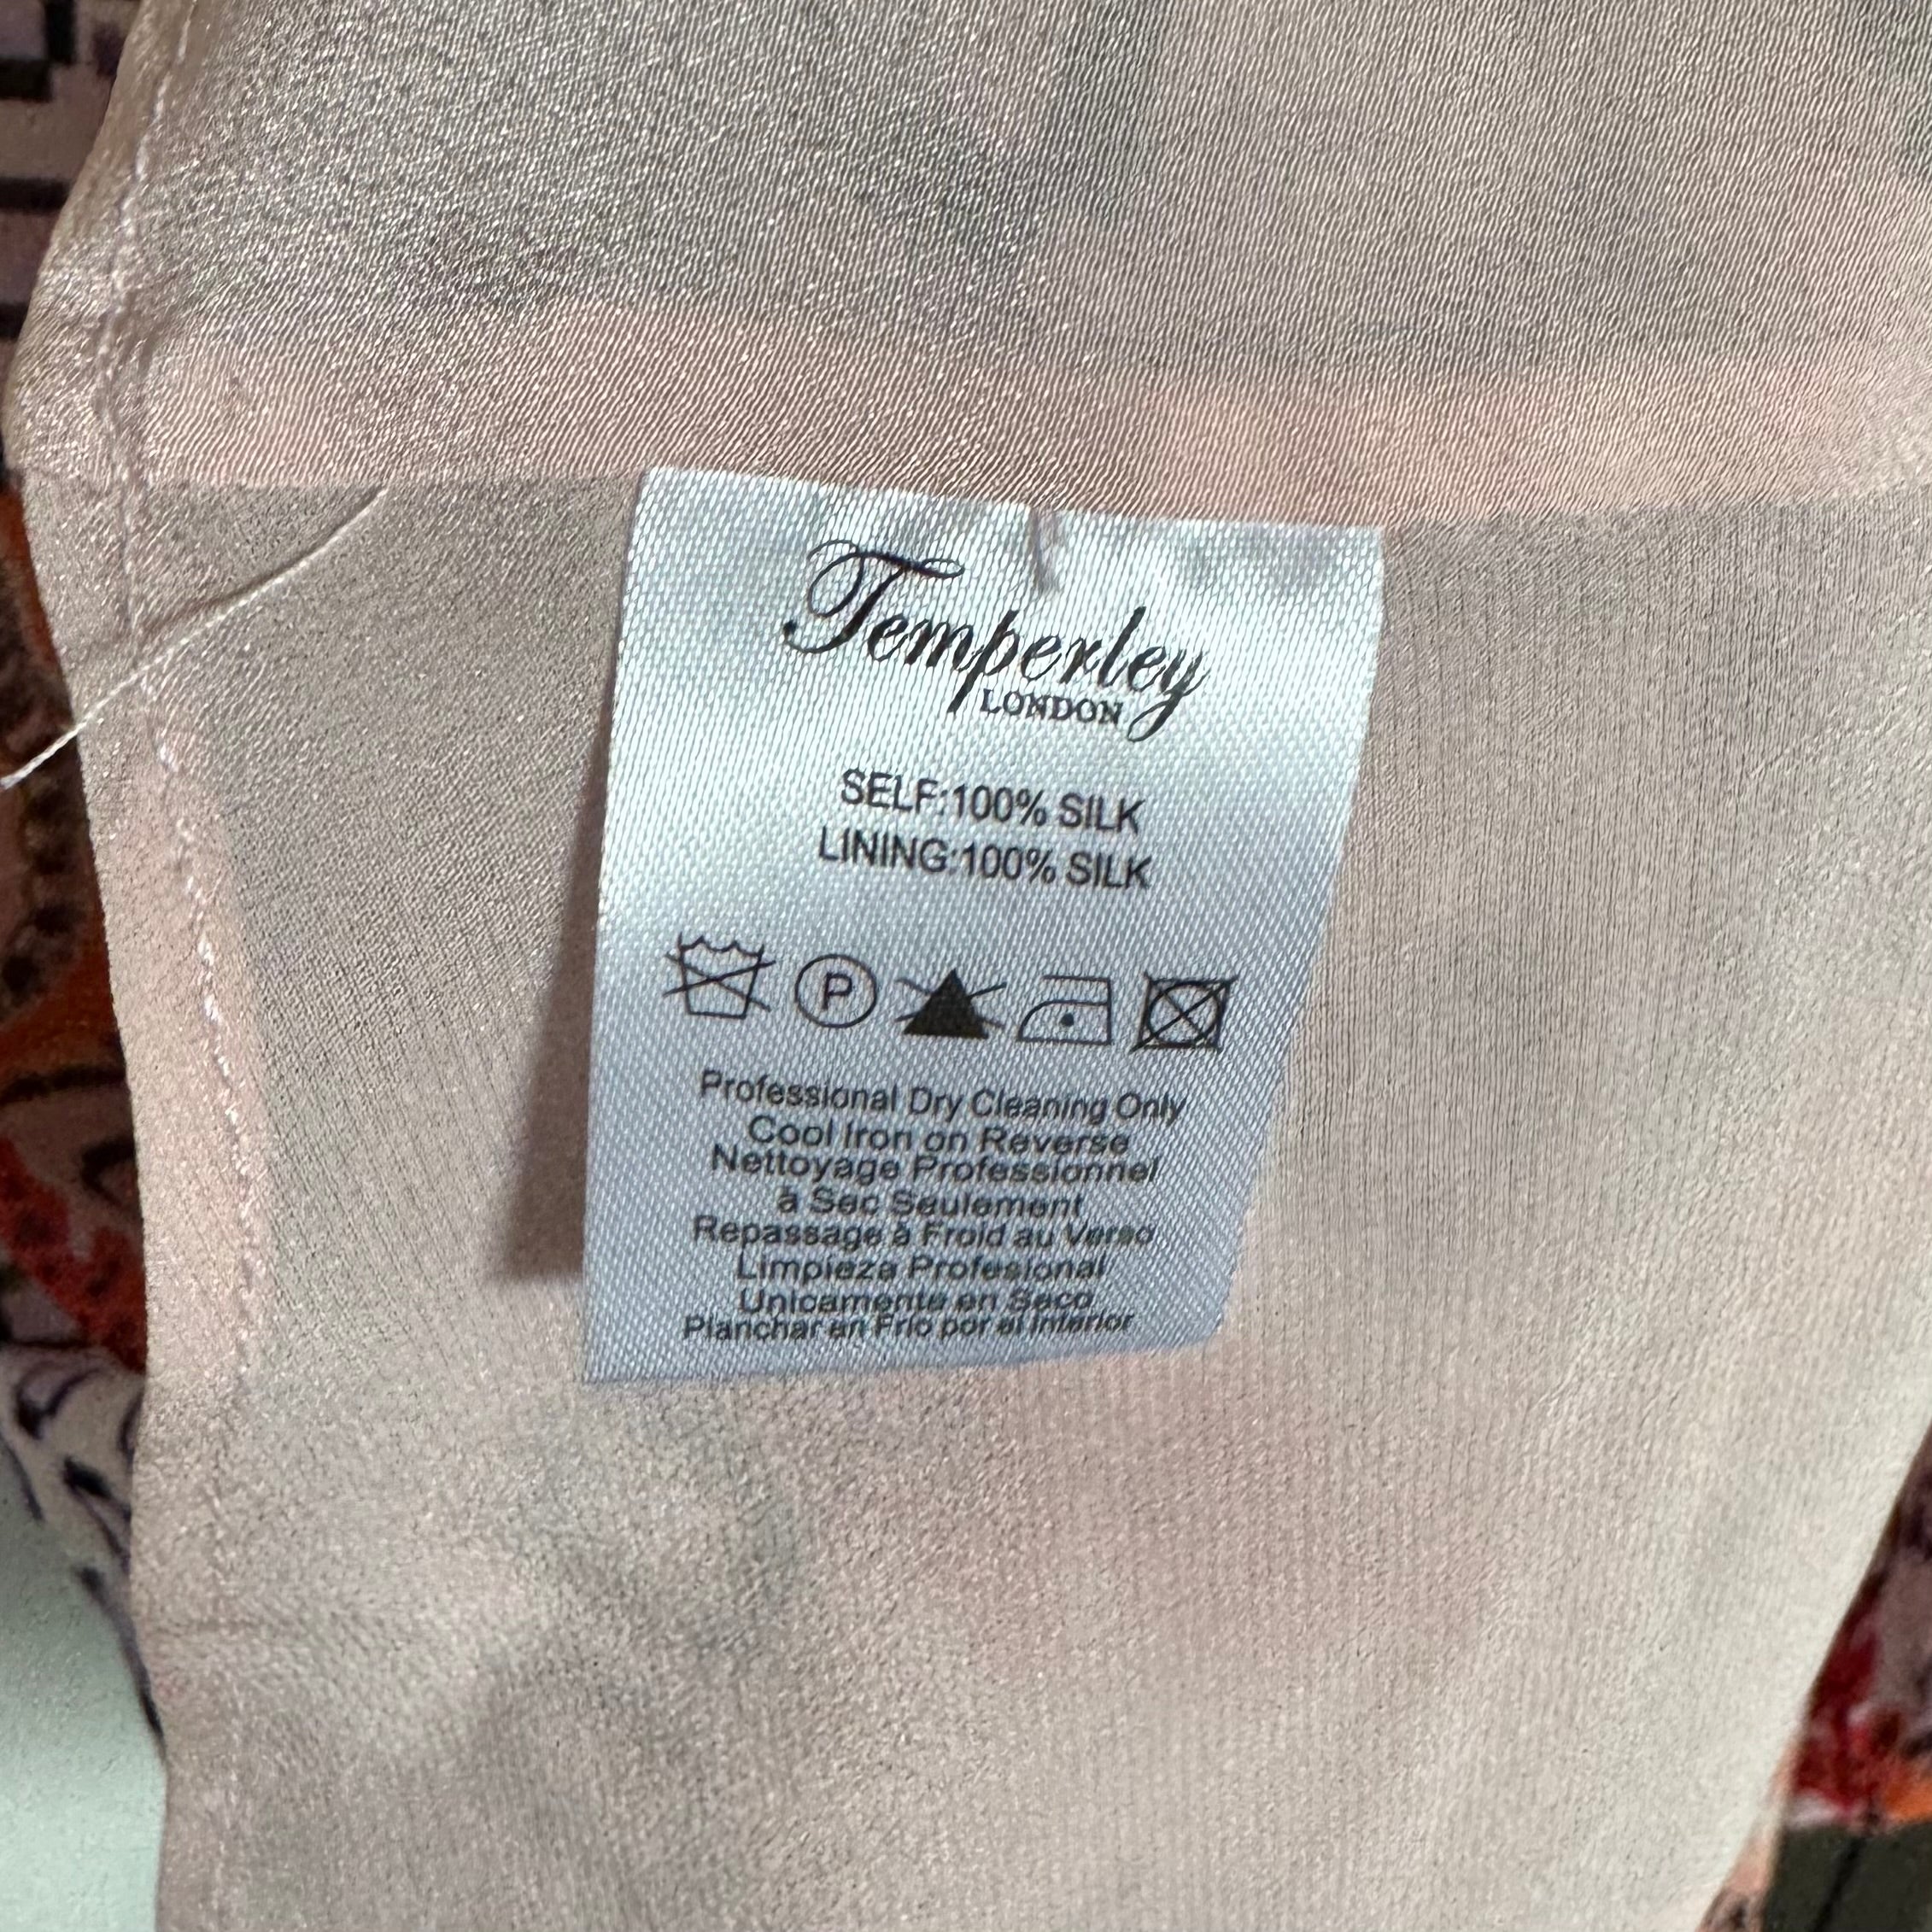 Temperley
LONDON
SELF:100% SILK
LINING:100% SILK
P
Professional Dry Cleaning Only
Cool Iron on Reverse
Nettoyage Professionnel
à Sec Seulement
Repassage à Froid au Verso
Limpieza Profesional
Unicamente en Seco
Planchar en Frio por el Interior